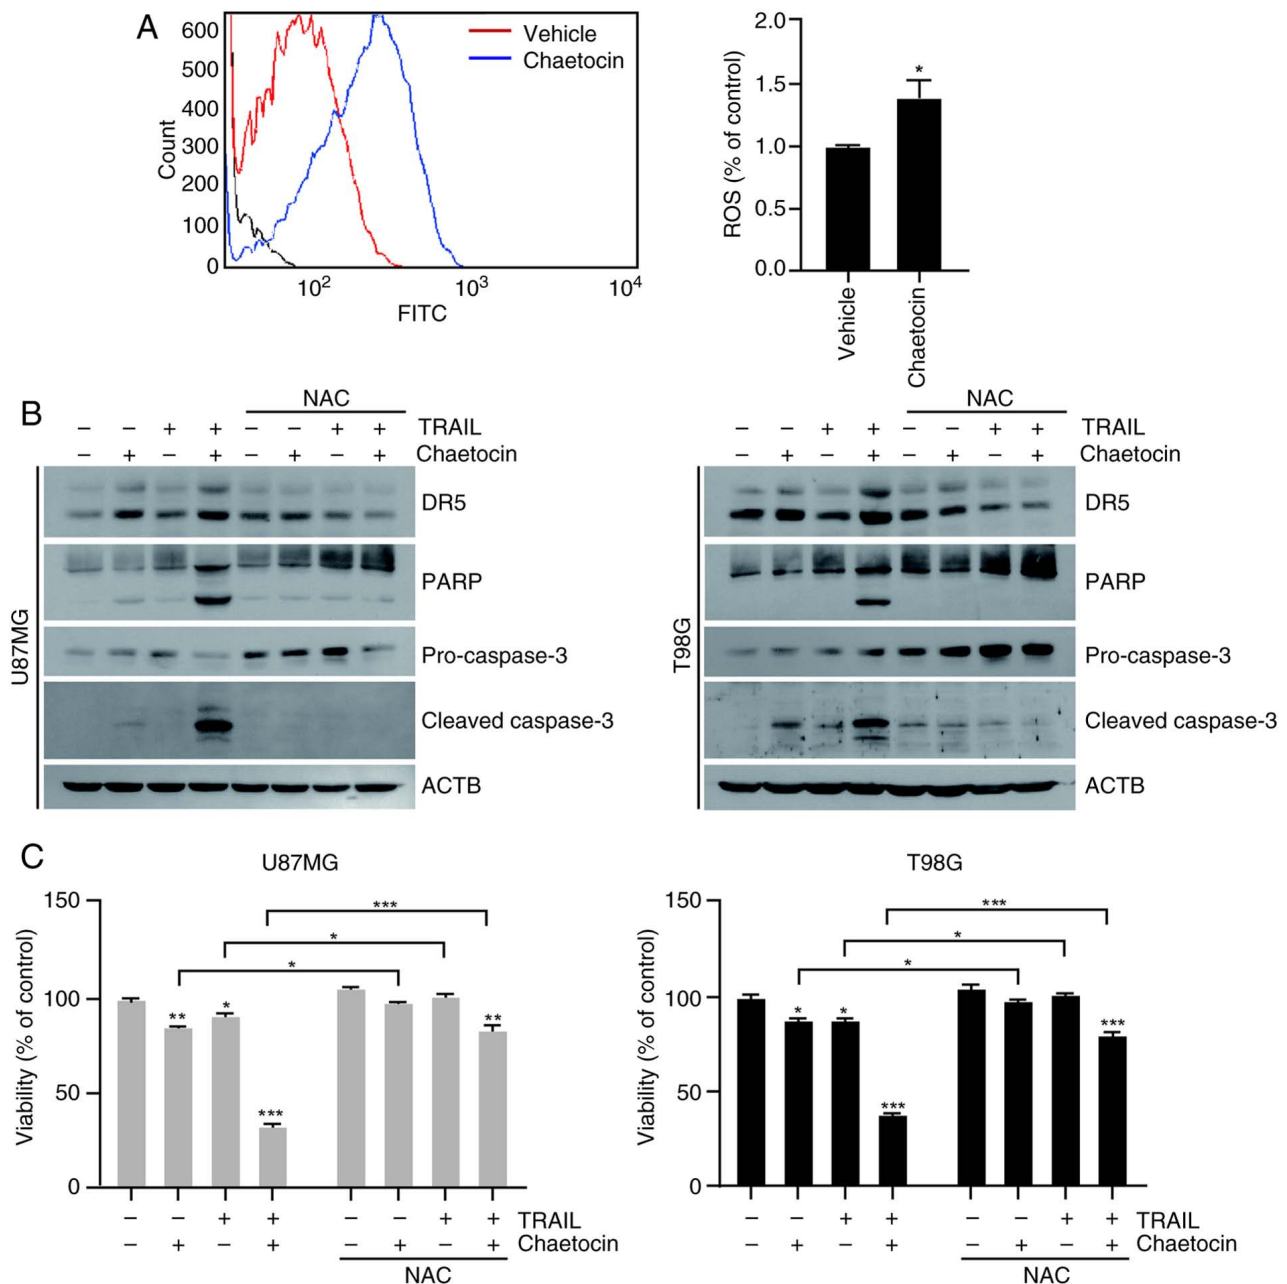 A
600
500
400
300
200
100
0
Count
10²
10³
10⁴
FITC
Vehicle
Chaetocin
2.0
1.5
1.0
0.5
0.0
ROS (% of control)
*
Vehicle
Chaetocin
B
NAC
− − + + − − + + TRAIL
− + − + − + − + Chaetocin
U87MG
DR5
PARP
Pro-caspase-3
Cleaved caspase-3
ACTB
NAC
− − + + − − + + TRAIL
− + − + − + − + Chaetocin
T98G
DR5
PARP
Pro-caspase-3
Cleaved caspase-3
ACTB
C
U87MG
150
100
50
0
Viability (% of control)
***
*
*
** * *** **
− − + + − − + + TRAIL
− + − + − + − + Chaetocin
NAC
T98G
150
100
50
0
Viability (% of control)
***
*
*
* * *** ***
− − + + − − + + TRAIL
− + − + − + − + Chaetocin
NAC